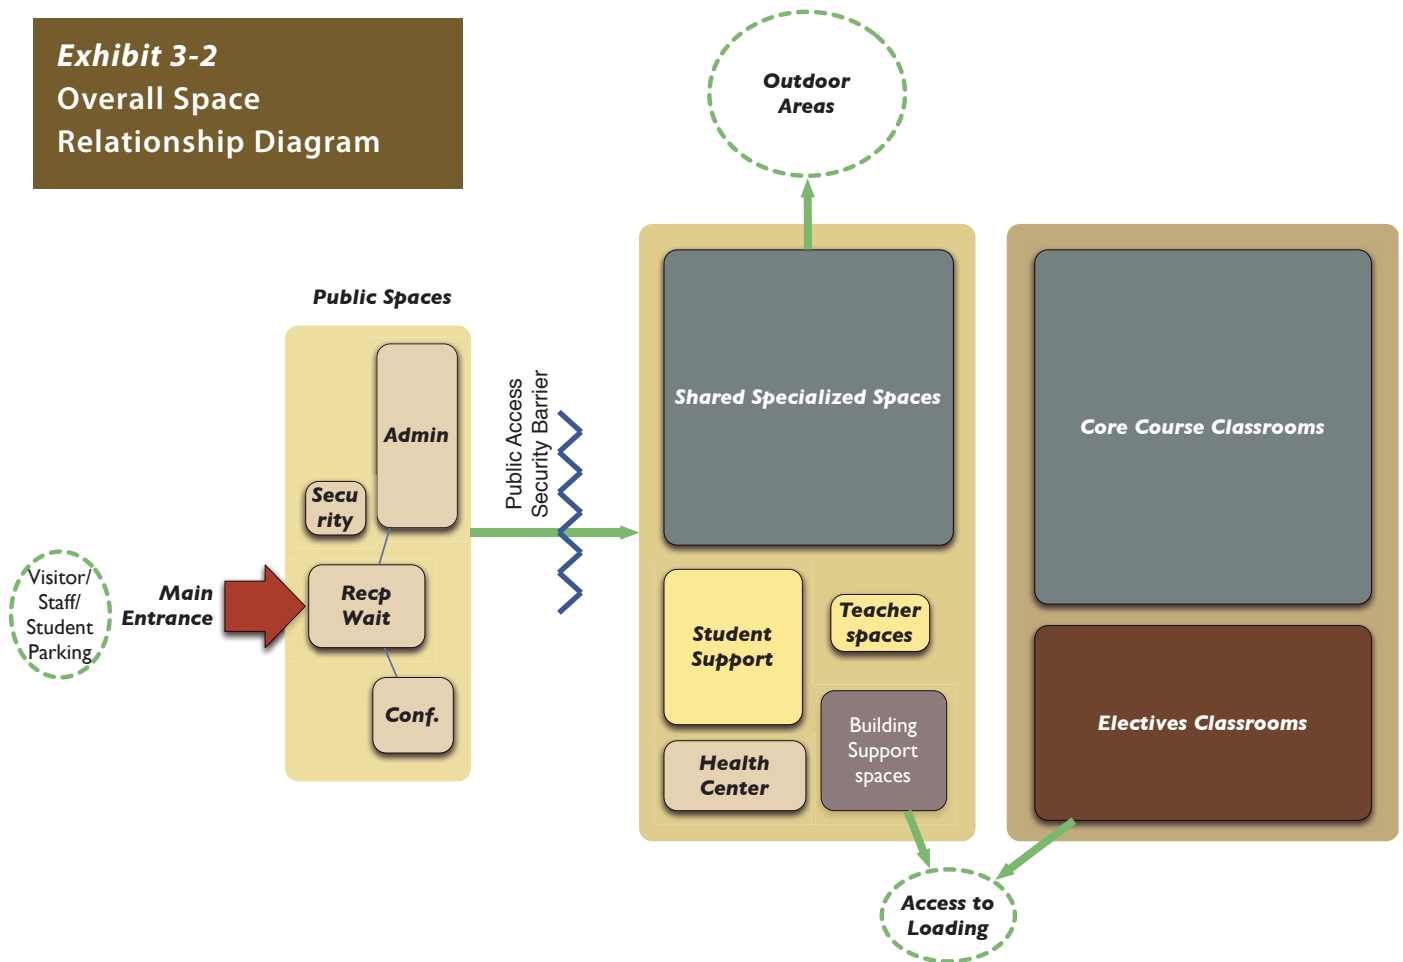 Exhibit 3-2
Overall Space
Relationship Diagram
Outdoor
Areas
Public Spaces
Admin
Secu
rity
Recp
Wait
Conf.
Visitor/
Staff/
Student
Parking
Main
Entrance
Public Access
Security Barrier
Shared Specialized Spaces
Student
Support
Teacher
spaces
Health
Center
Building
Support
spaces
Core Course Classrooms
Electives Classrooms
Access to
Loading